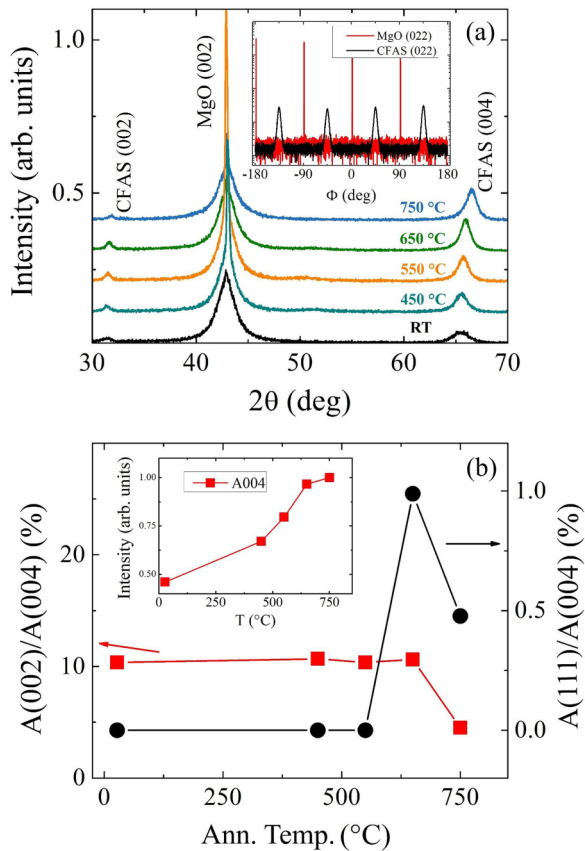 (a)
Intensity (arb. units)
1.0
0.5
CFAS (002)
MgO (002)
CFAS (004)
MgO (022)
CFAS (022)
-180 -90 0 90 180
Φ (deg)
750 °C
650 °C
550 °C
450 °C
RT
30 40 50 60 70
2θ (deg)
(b)
A(002)/A(004) (%)
20
10
0
A(111)/A(004) (%)
1.0
0.5
0.0
Intensity (arb. units)
1.00
0.75
0.50
A004
0 250 500 750
T (°C)
0 250 500 750
Ann. Temp. (°C)